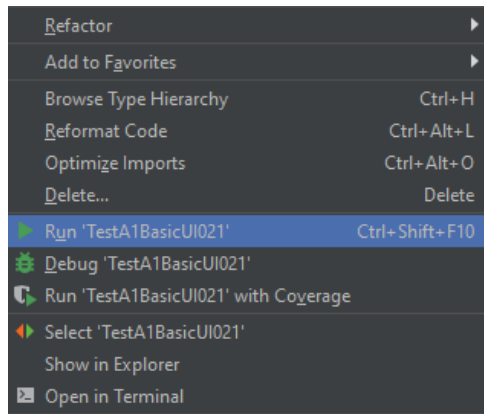 Refactor
Add to Favorites
Browse Type Hierarchy Ctrl+H
Reformat Code Ctrl+Alt+L
Optimize Imports Ctrl+Alt+O
Delete... Delete
Run 'TestA1BasicUI021' Ctrl+Shift+F10
Debug 'TestA1BasicUI021'
Run 'TestA1BasicUI021' with Coverage
Select 'TestA1BasicUI021'
Show in Explorer
Open in Terminal